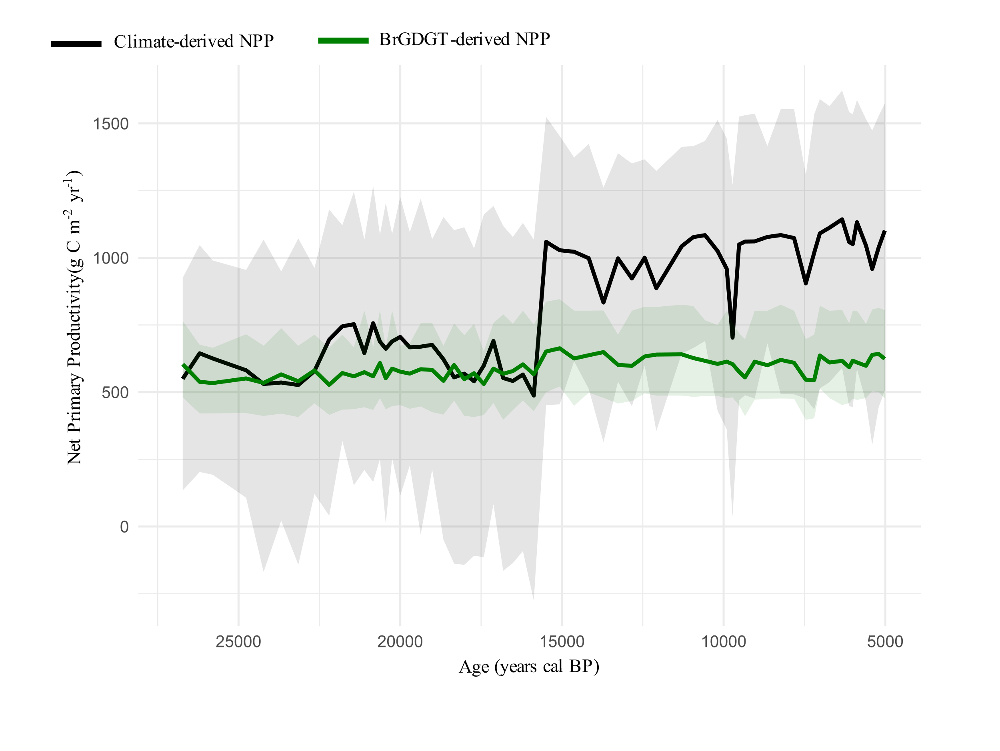 Climate-derived NPP
BrGDGT-derived NPP
Net Primary Productivity(g C m⁻² yr⁻¹)
1500
1000
500
0
25000 20000 15000 10000 5000
Age (years cal BP)